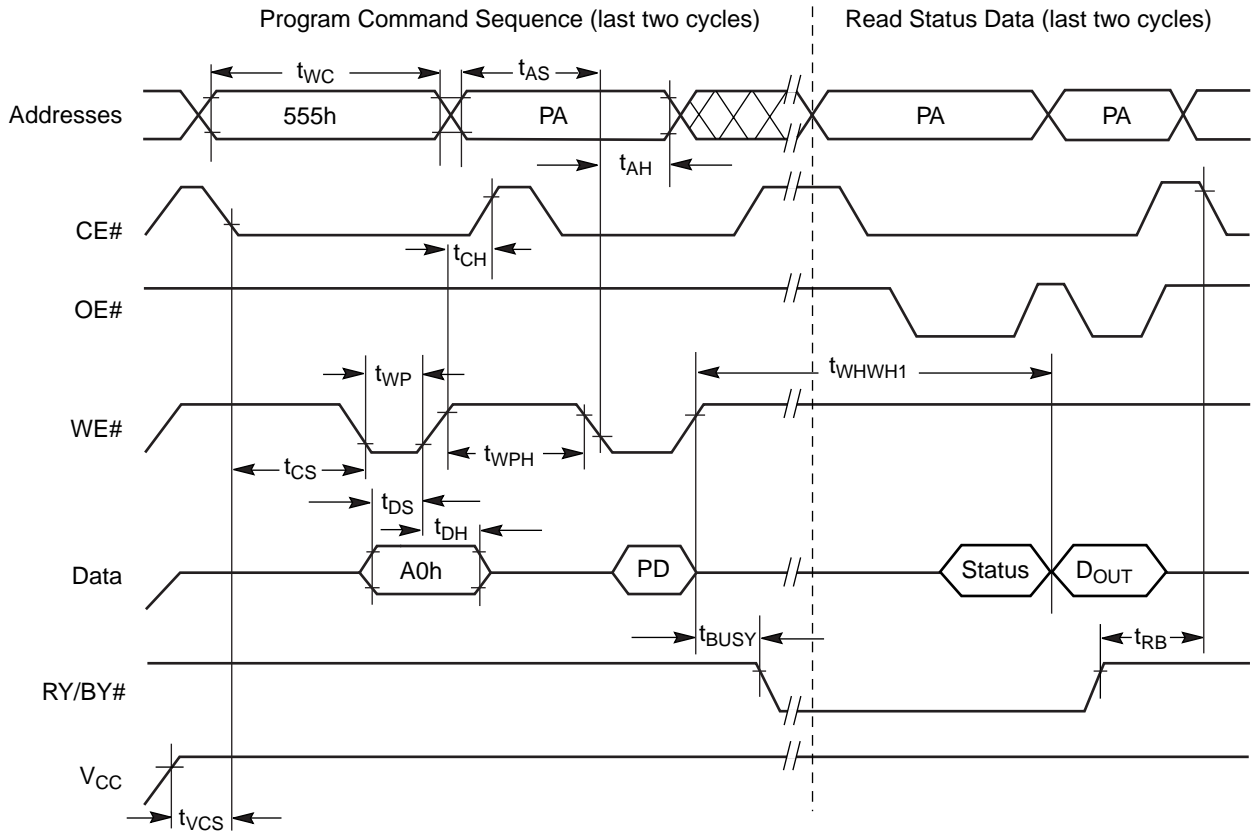 Program Command Sequence (last two cycles)
Read Status Data (last two cycles)
tWC
tAS
Addresses
555h
PA
PA
PA
tAH
CE#
tCH
OE#
tWP
tWHWH1
WE#
tCS
tWPH
tDS
tDH
Data
A0h
PD
Status
DOUT
tBUSY
tRB
RY/BY#
VCC
tVCS